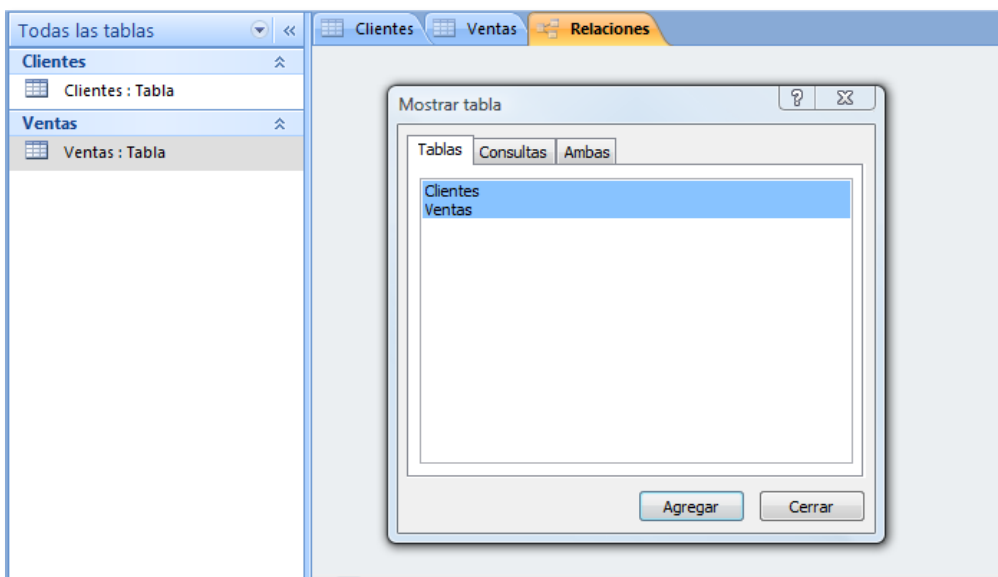 Todas las tablas
Clientes
Clientes : Tabla
Ventas
Ventas : Tabla
Clientes Ventas Relaciones
Mostrar tabla
Tablas Consultas Ambas
Clientes
Ventas
Agregar Cerrar